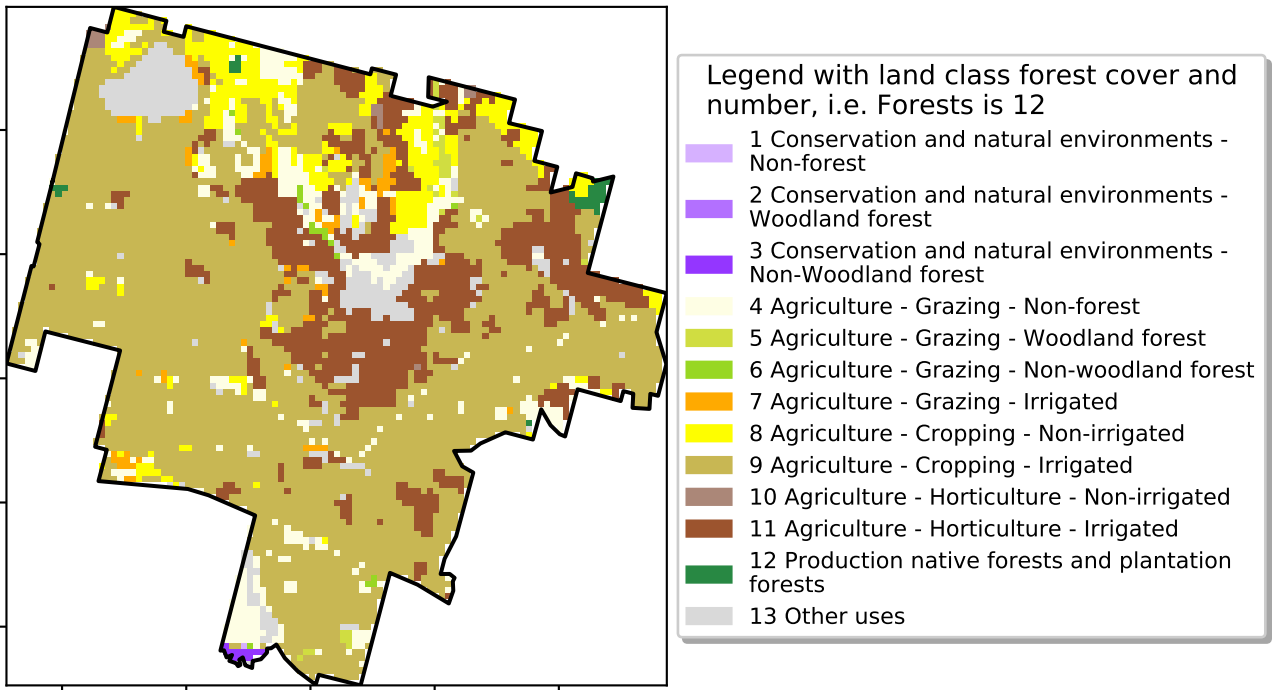 Legend with land class forest cover and
number, i.e. Forests is 12
1 Conservation and natural environments -
Non-forest
2 Conservation and natural environments -
Woodland forest
3 Conservation and natural environments -
Non-Woodland forest
4 Agriculture - Grazing - Non-forest
5 Agriculture - Grazing - Woodland forest
6 Agriculture - Grazing - Non-woodland forest
7 Agriculture - Grazing - Irrigated
8 Agriculture - Cropping - Non-irrigated
9 Agriculture - Cropping - Irrigated
10 Agriculture - Horticulture - Non-irrigated
11 Agriculture - Horticulture - Irrigated
12 Production native forests and plantation
forests
13 Other uses